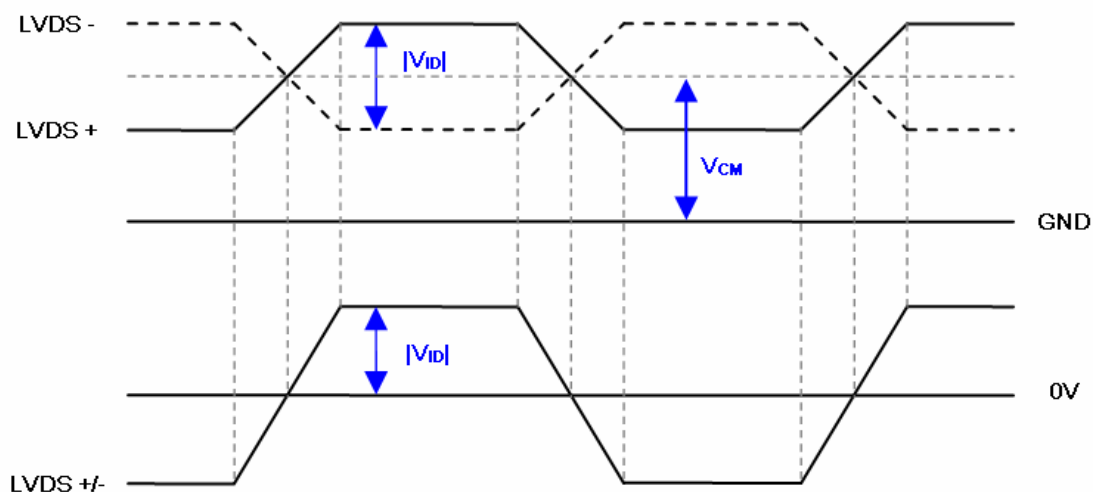 LVDS -
|VID|
LVDS +
VCM
GND
|VID|
0V
LVDS +/-